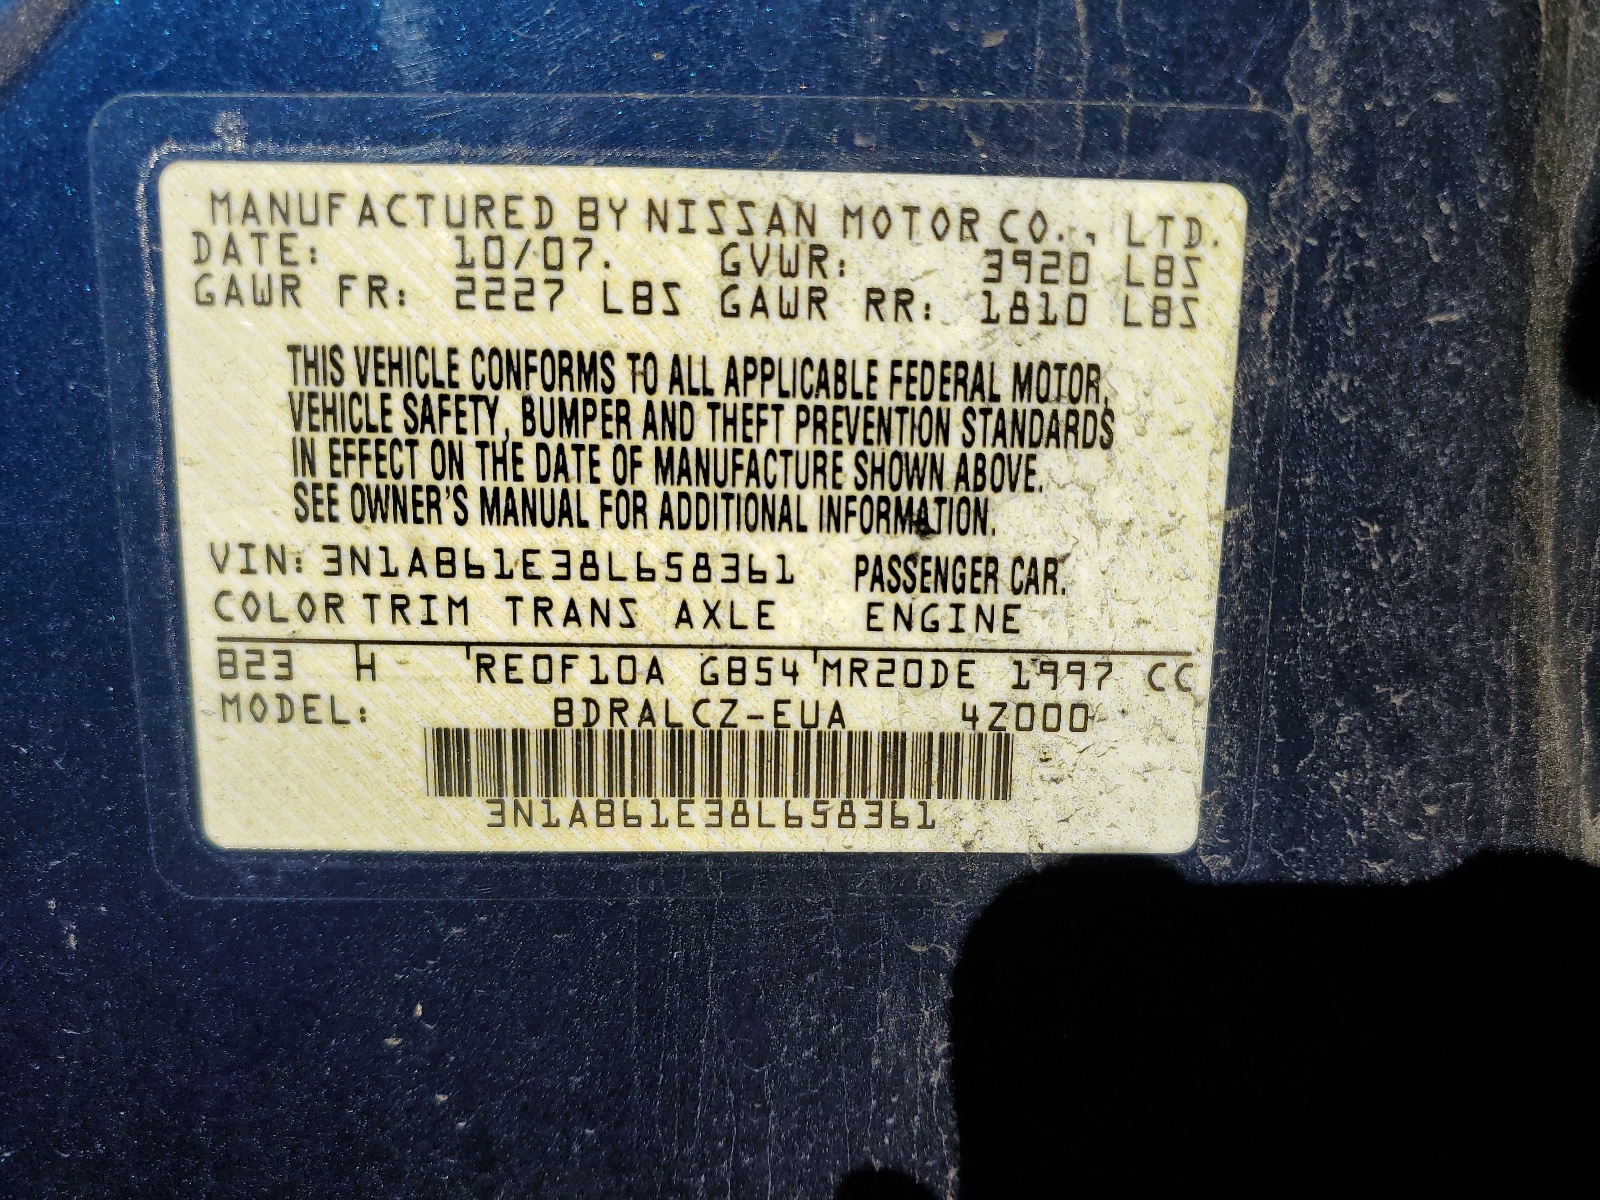 MANUFACTURED BY NISSAN MOTOR CO., LTD.
DATE: 10/07. GVWR: 3920 LBS
GAWR FR: 2227 LBS GAWR RR: 1810 LBS
THIS VEHICLE CONFORMS TO ALL APPLICABLE FEDERAL MOTOR
VEHICLE SAFETY, BUMPER AND THEFT PREVENTION STANDARDS
IN EFFECT ON THE DATE OF MANUFACTURE SHOWN ABOVE.
SEE OWNER'S MANUAL FOR ADDITIONAL INFORMATION.
VIN: 3N1AB61E38L658361 PASSENGER CAR.
COLOR TRIM TRANS AXLE ENGINE
B23 H RE0F10A GB54 MR20DE 1997 CC
MODEL: BDRALCZ-EUA 4Z000
3N1AB61E38L658361